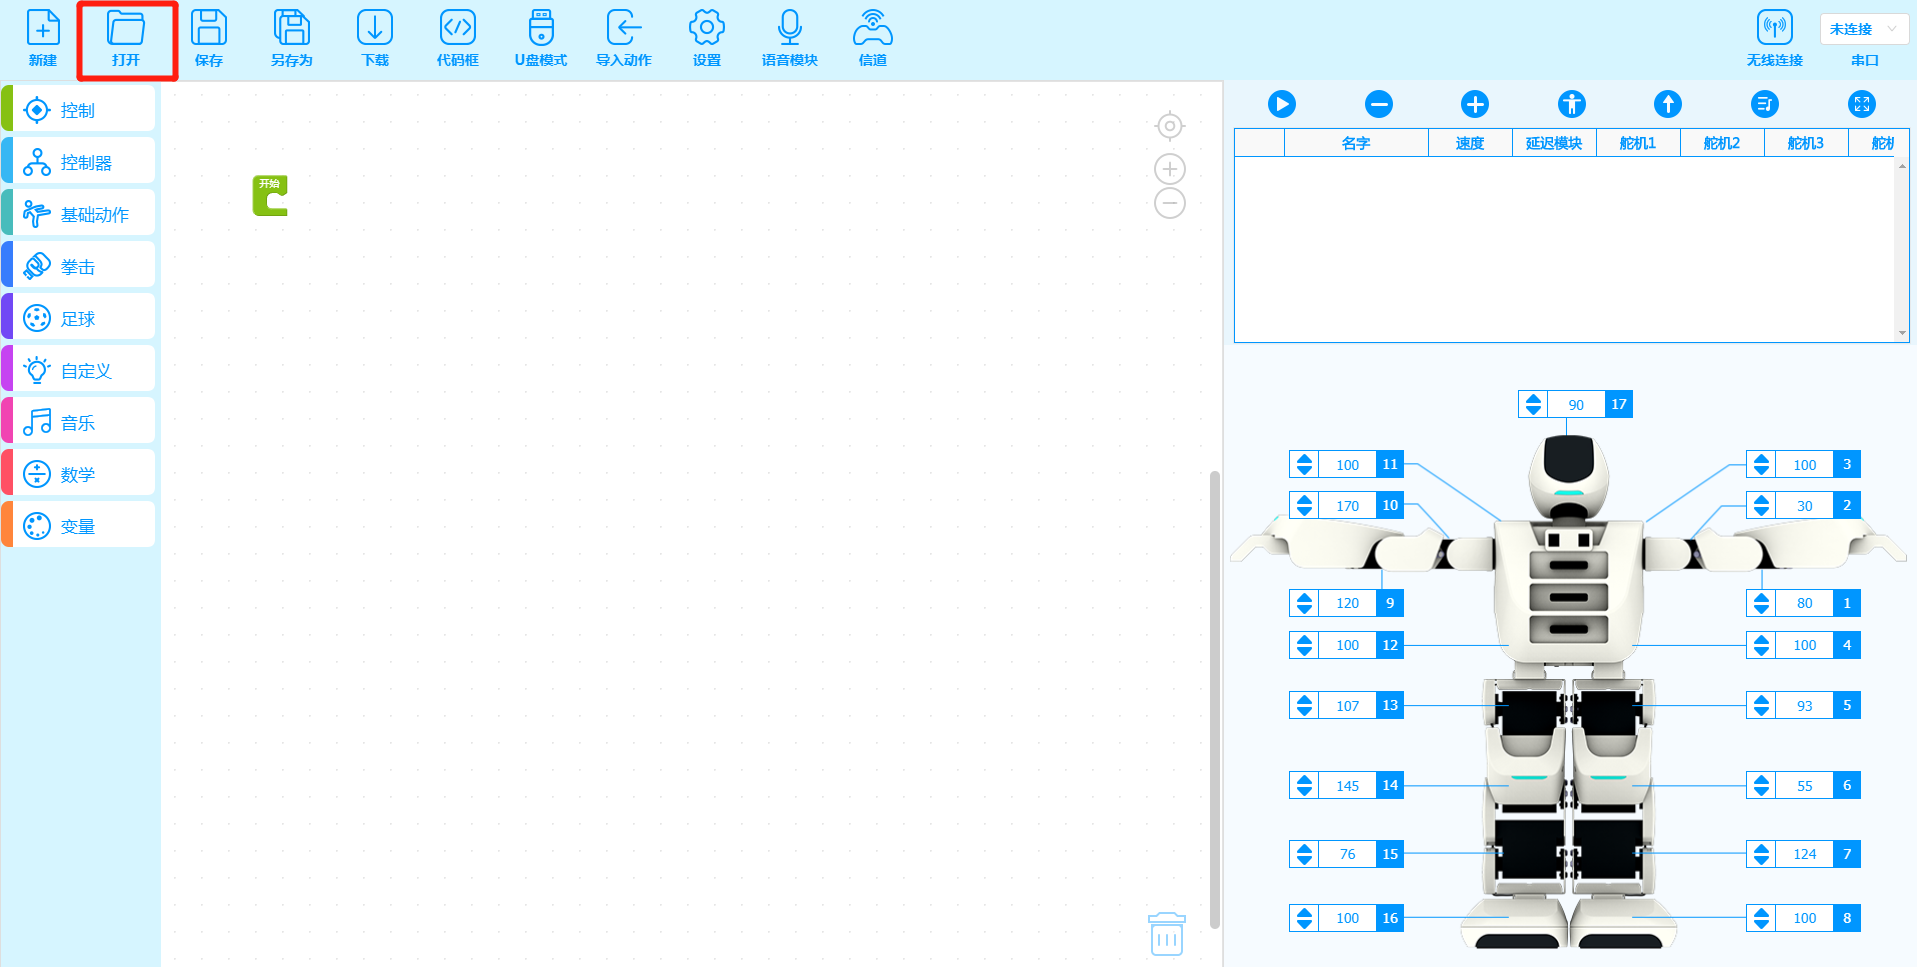 新建 打开 保存 另存为 下载 代码框 U盘模式 导入动作 设置 语音模块 信道 无线连接 未连接 串口
控制
控制器
基础动作
拳击
足球
自定义
音乐
数学
变量
开始
名字 速度 延迟模块 舵机1 舵机2 舵机3 舵机
90 17
100 11 100 3
170 10 30 2
120 9 80 1
100 12 100 4
107 13 93 5
145 14 55 6
76 15 124 7
100 16 100 8